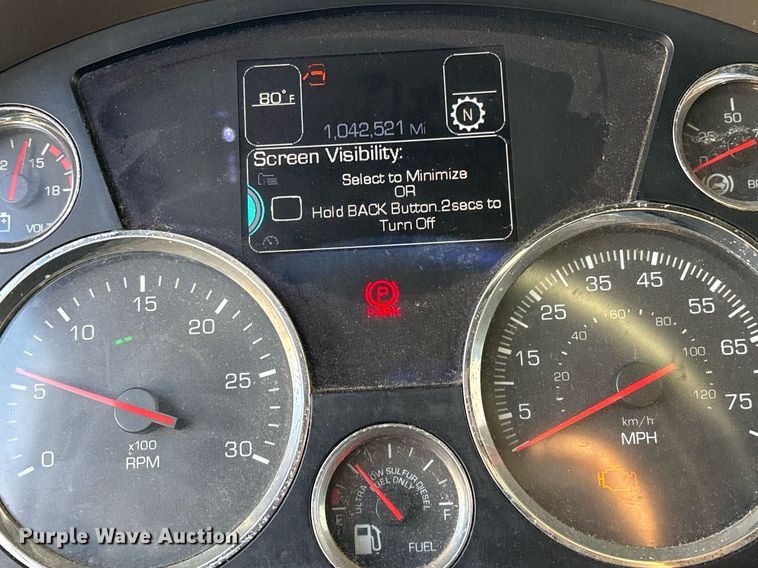 80°F
1,042,521 Mi
N
Screen Visibility:
Select to Minimize
OR
Hold BACK Button 2secs to
Turn Off
P
PARK
12 15 18
VOLT
0 5 10 15 20 25 30
x100
RPM
ULTRA LOW SULFUR DIESEL
FUEL ONLY
F
FUEL
5 15 25 35 45 55 65 75
20 40 60 80 100 120
km/h
MPH
0 25 50
Purple Wave Auction